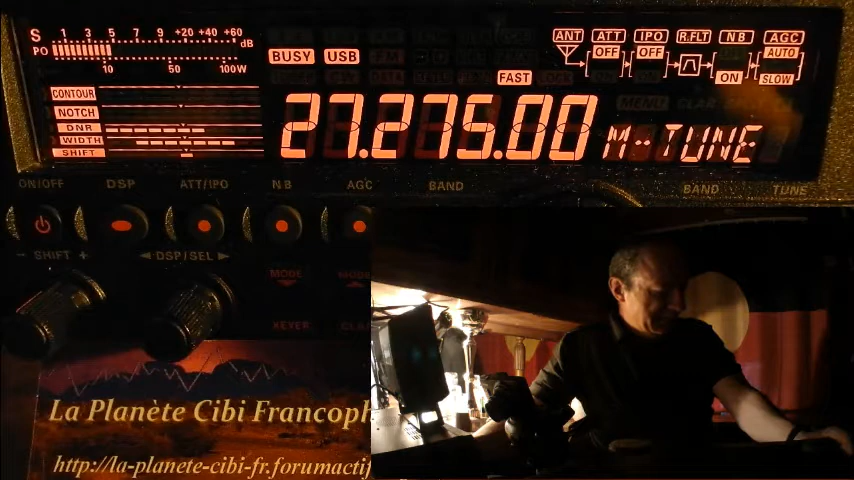 S 1 3 5 7 9 +20 +40 +60 dB
PO
10 50 100W
BUSY USB
FAST
ANT ATT IPO R.FLT NB AGC
OFF OFF AUTO
ON SLOW
CONTOUR
NOTCH
DNR
WIDTH
SHIFT
27.275.00 M-TUNE
ON/OFF DSP ATT/IPO NB AGC BAND BAND TUNE
- SHIFT + ◀DSP/SEL▶
MODE MODE
KEYER
La Planète Cibi Francoph
http://la-planete-cibi-fr.forumactif